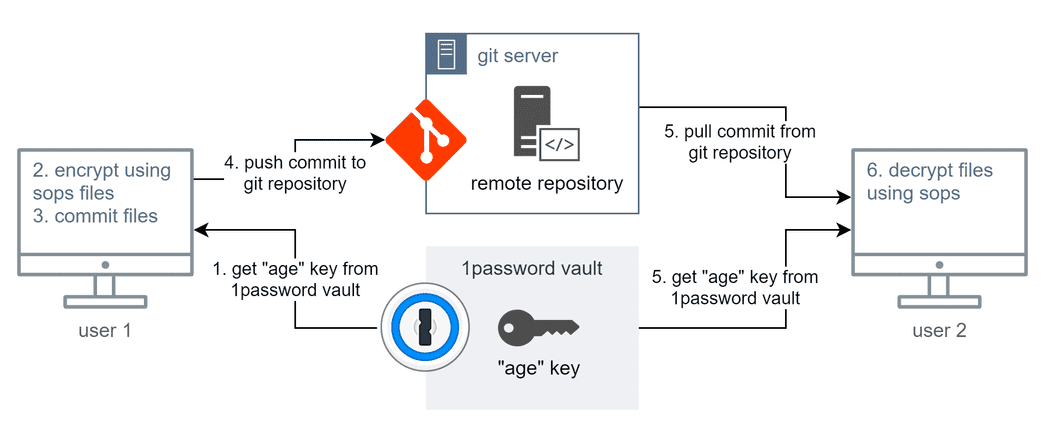 git server
</>
remote repository
2. encrypt using
sops files
3. commit files
user 1
4. push commit to
git repository
1. get "age" key from
1password vault
1password vault
"age" key
5. pull commit from
git repository
5. get "age" key from
1password vault
6. decrypt files
using sops
user 2